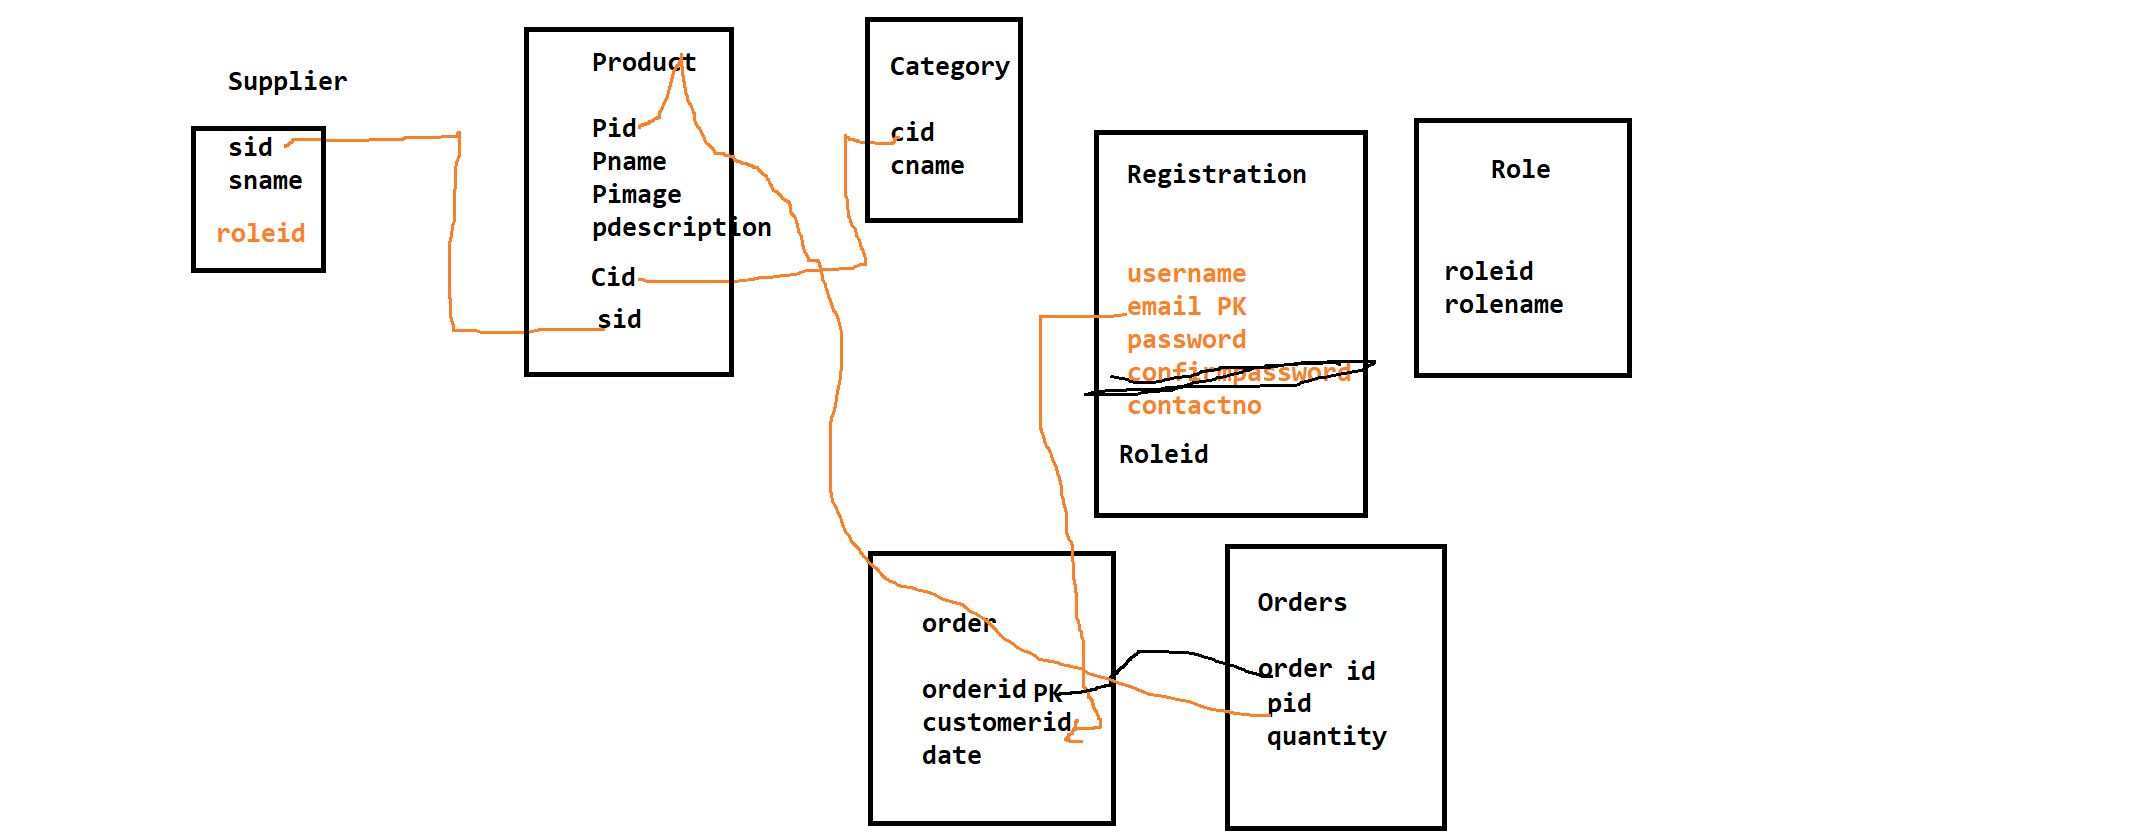 Supplier
sid
sname
roleid
Product
Pid
Pname
Pimage
pdescription
Cid
sid
Category
cid
cname
Registration
username
email PK
password
confirmpassword
contactno
Roleid
Role
roleid
rolename
order
orderid PK
customerid
date
Orders
order id
pid
quantity